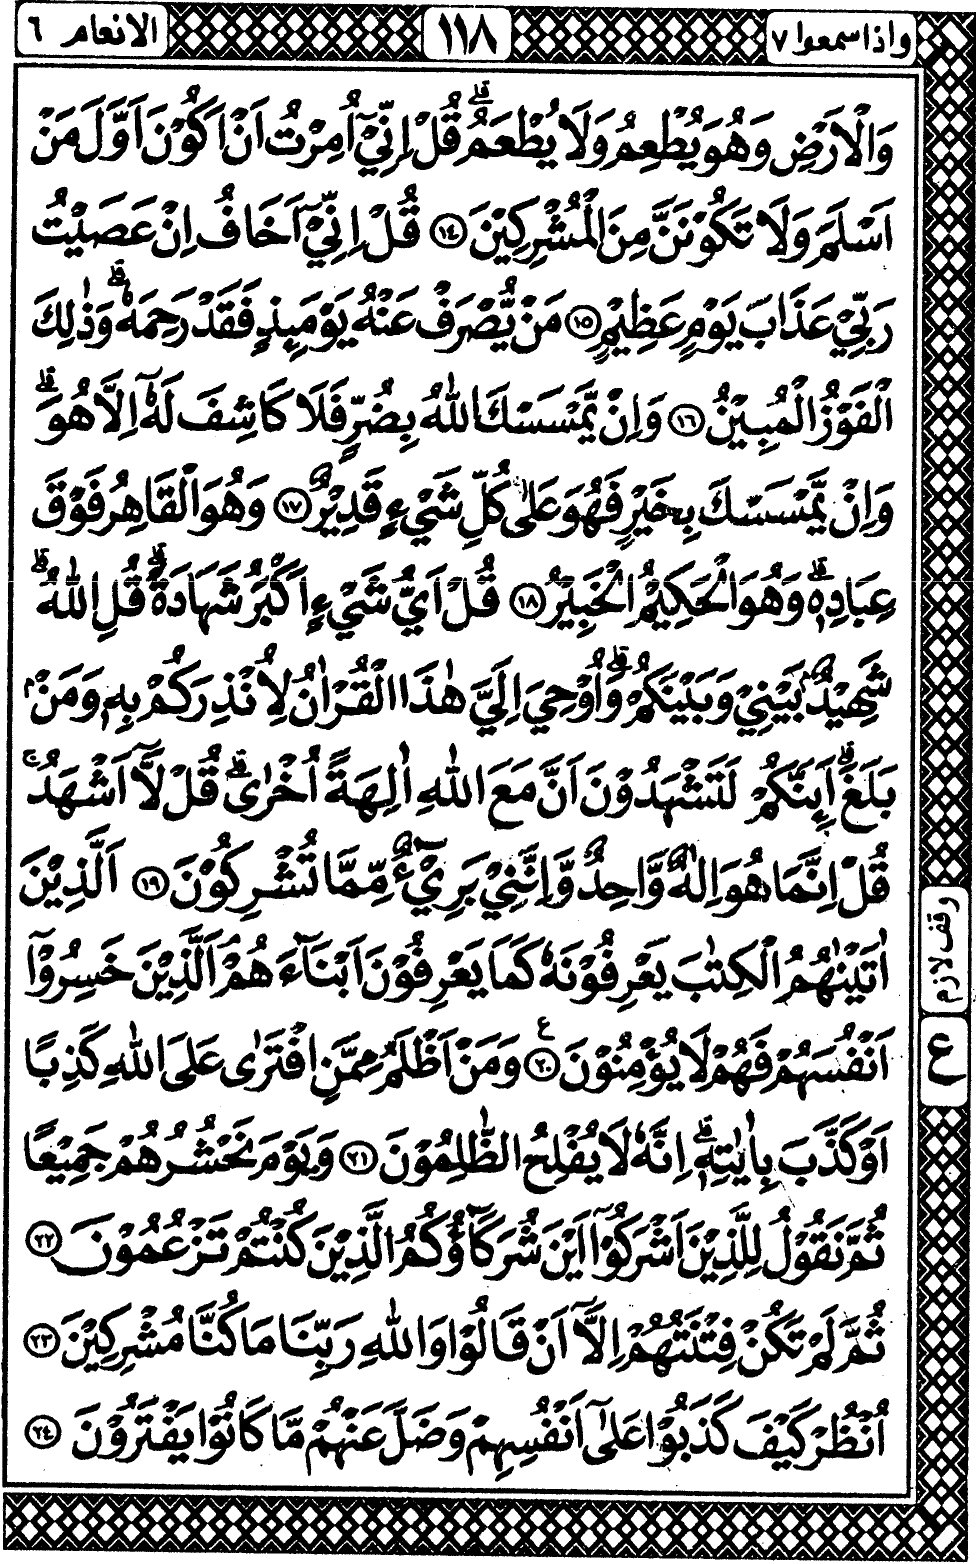 واذا سمعوا ٧
١١٨
الانعام ٦
وَالْاَرْضِ وَهُوَ يُطْعِمُ وَلَا يُطْعَمُ ۗ قُلْ اِنِّيْٓ اُمِرْتُ اَنْ اَكُوْنَ اَوَّلَ مَنْ
اَسْلَمَ وَلَا تَكُوْنَنَّ مِنَ الْمُشْرِكِيْنَ ١٤ قُلْ اِنِّيْٓ اَخَافُ اِنْ عَصَيْتُ
رَبِّيْ عَذَابَ يَوْمٍ عَظِيْمٍ ١٥ مَنْ يُّصْرَفْ عَنْهُ يَوْمَىِٕذٍ فَقَدْ رَحِمَهٗ ۗ وَذٰلِكَ
الْفَوْزُ الْمُبِيْنُ ١٦ وَاِنْ يَّمْسَسْكَ اللّٰهُ بِضُرٍّ فَلَا كَاشِفَ لَهٗٓ اِلَّا هُوَ ۗ
وَاِنْ يَّمْسَسْكَ بِخَيْرٍ فَهُوَ عَلٰى كُلِّ شَيْءٍ قَدِيْرٌ ١٧ وَهُوَ الْقَاهِرُ فَوْقَ
عِبَادِهٖ ۗ وَهُوَ الْحَكِيْمُ الْخَبِيْرُ ١٨ قُلْ اَيُّ شَيْءٍ اَكْبَرُ شَهَادَةً ۗ قُلِ اللّٰهُ ۗ
شَهِيْدٌۢ بَيْنِيْ وَبَيْنَكُمْ ۗ وَاُوْحِيَ اِلَيَّ هٰذَا الْقُرْاٰنُ لِاُنْذِرَكُمْ بِهٖ وَمَنْۢ
بَلَغَ ۗ اَىِٕنَّكُمْ لَتَشْهَدُوْنَ اَنَّ مَعَ اللّٰهِ اٰلِهَةً اُخْرٰى ۗ قُلْ لَّآ اَشْهَدُ ۚ
قُلْ اِنَّمَا هُوَ اِلٰهٌ وَّاحِدٌ وَّاِنَّنِيْ بَرِيْۤءٌ مِّمَّا تُشْرِكُوْنَ ١٩ اَلَّذِيْنَ
اٰتَيْنٰهُمُ الْكِتٰبَ يَعْرِفُوْنَهٗ كَمَا يَعْرِفُوْنَ اَبْنَاۤءَهُمْ ۘ اَلَّذِيْنَ خَسِرُوْٓا
اَنْفُسَهُمْ فَهُمْ لَا يُؤْمِنُوْنَ ٢٠ ع وَمَنْ اَظْلَمُ مِمَّنِ افْتَرٰى عَلَى اللّٰهِ كَذِبًا
اَوْ كَذَّبَ بِاٰيٰتِهٖ ۗ اِنَّهٗ لَا يُفْلِحُ الظّٰلِمُوْنَ ٢١ وَيَوْمَ نَحْشُرُهُمْ جَمِيْعًا
ثُمَّ نَقُوْلُ لِلَّذِيْنَ اَشْرَكُوْٓا اَيْنَ شُرَكَاۤؤُكُمُ الَّذِيْنَ كُنْتُمْ تَزْعُمُوْنَ ٢٢
ثُمَّ لَمْ تَكُنْ فِتْنَتُهُمْ اِلَّآ اَنْ قَالُوْا وَاللّٰهِ رَبِّنَا مَا كُنَّا مُشْرِكِيْنَ ٢٣
اُنْظُرْ كَيْفَ كَذَبُوْا عَلٰٓى اَنْفُسِهِمْ وَضَلَّ عَنْهُمْ مَّا كَانُوْا يَفْتَرُوْنَ ٢٤
وقف لازم
ع